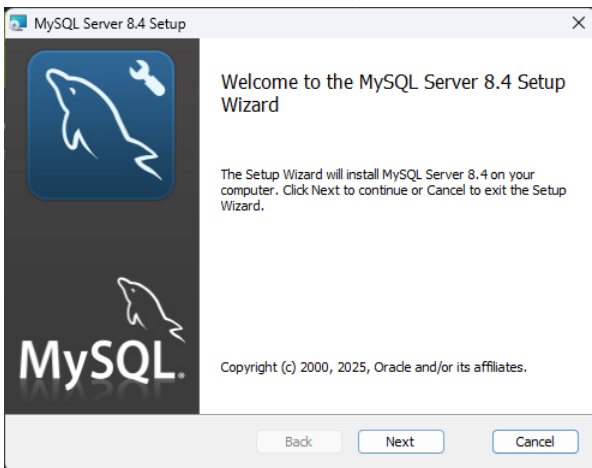 MySQL Server 8.4 Setup
Welcome to the MySQL Server 8.4 Setup
Wizard
The Setup Wizard will install MySQL Server 8.4 on your
computer. Click Next to continue or Cancel to exit the Setup
Wizard.
MySQL.
Copyright (c) 2000, 2025, Oracle and/or its affiliates.
Back Next Cancel